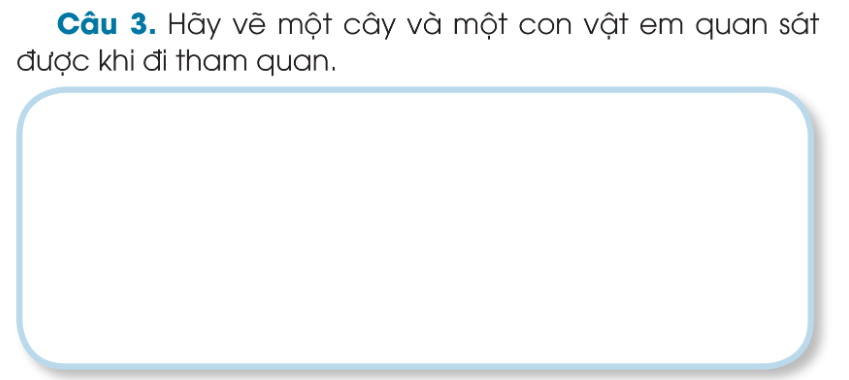 Câu 3. Hãy vẽ một cây và một con vật em quan sát
được khi đi tham quan.